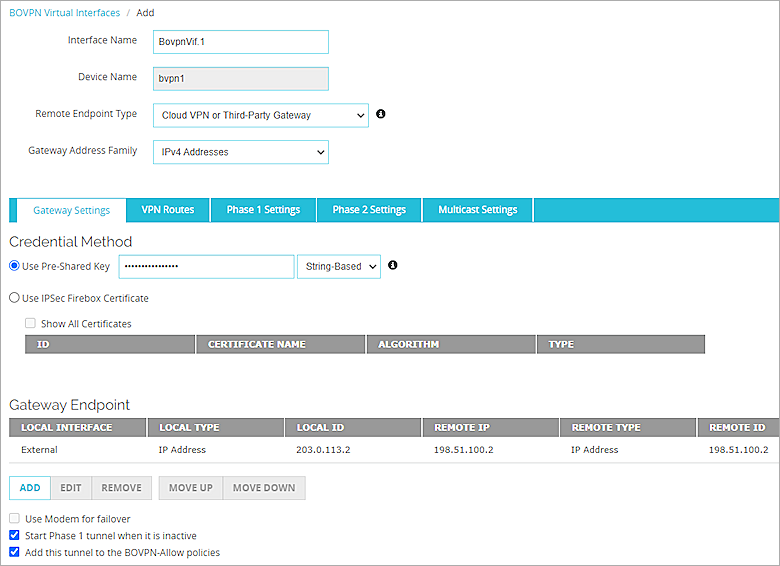 BOVPN Virtual Interfaces / Add
Interface Name BovpnVif.1
Device Name bvpn1
Remote Endpoint Type Cloud VPN or Third-Party Gateway
Gateway Address Family IPv4 Addresses
Gateway Settings VPN Routes Phase 1 Settings Phase 2 Settings Multicast Settings
Credential Method
Use Pre-Shared Key •••••••••••••••• String-Based
Use IPSec Firebox Certificate
Show All Certificates
ID CERTIFICATE NAME ALGORITHM TYPE
Gateway Endpoint
LOCAL INTERFACE LOCAL TYPE LOCAL ID REMOTE IP REMOTE TYPE REMOTE ID
External IP Address 203.0.113.2 198.51.100.2 IP Address 198.51.100.2
ADD EDIT REMOVE MOVE UP MOVE DOWN
Use Modem for failover
Start Phase 1 tunnel when it is inactive
Add this tunnel to the BOVPN-Allow policies